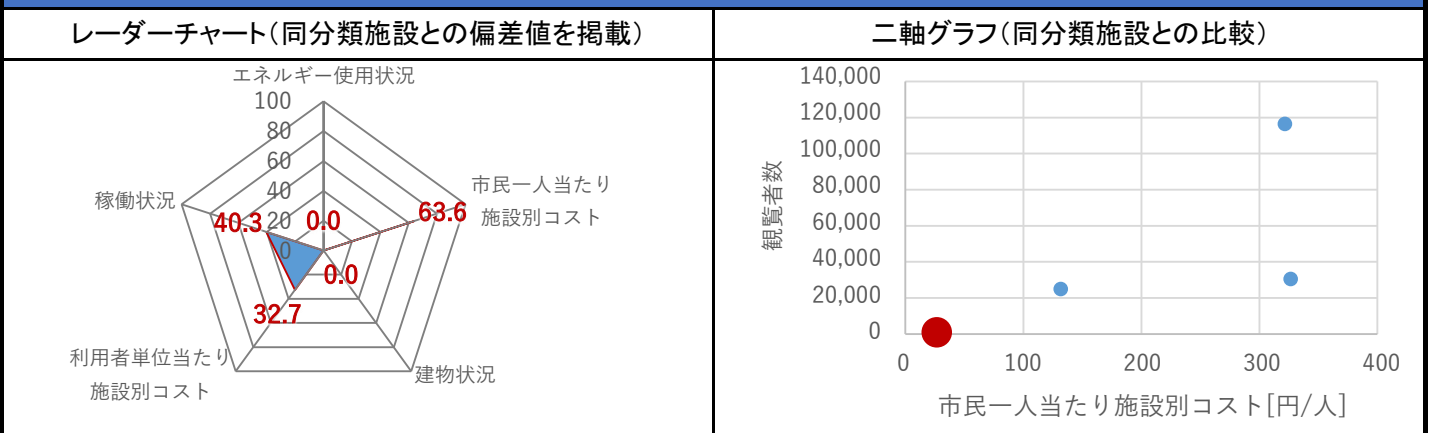 レーダーチャート(同分類施設との偏差値を掲載)
二軸グラフ(同分類施設との比較)
エネルギー使用状況
100
80
60
40
20
0
市民一人当たり
施設別コスト
建物状況
利用者単位当たり
施設別コスト
稼働状況
0.0
63.6
0.0
32.7
40.3
140,000
120,000
100,000
80,000
60,000
40,000
20,000
0
観覧者数
0 100 200 300 400
市民一人当たり施設別コスト[円/人]